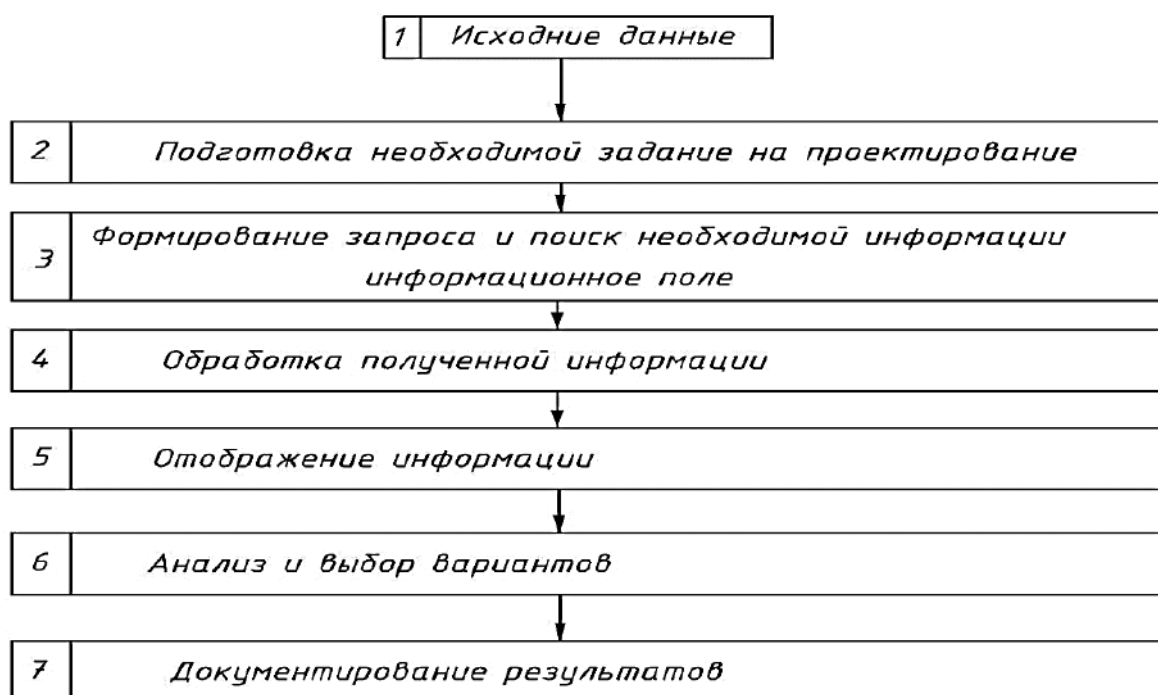 1 Исходние данные
2 Подготовка необходимой задание на проектирование
3 Формирование запроса и поиск необходимой информации
информационное поле
4 Обработка полученной информации
5 Отображение информации
6 Анализ и выбор вариантов
7 Документирование результатов